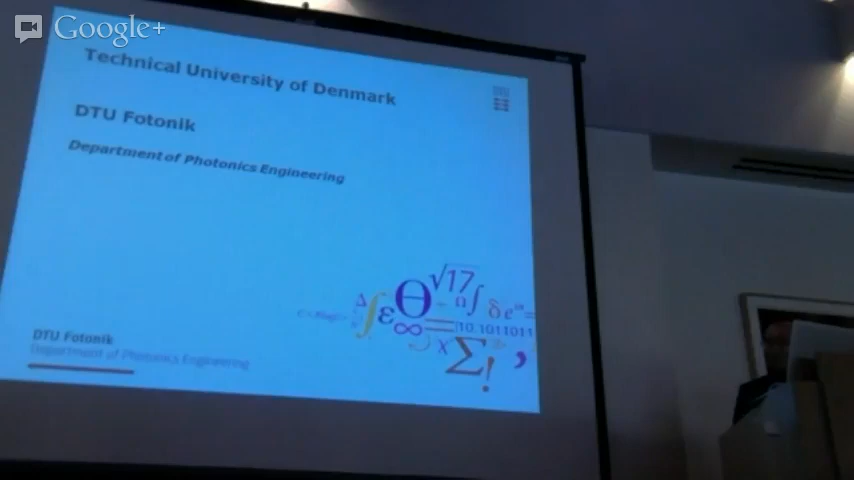 Google+
Technical University of Denmark
DTU
DTU Fotonik
Department of Photonics Engineering
√17
Δ ∫ ε Θ Ω ∫ δ e
∞ = 10.1011011
χ Σ ! ,
DTU Fotonik
Department of Photonics Engineering